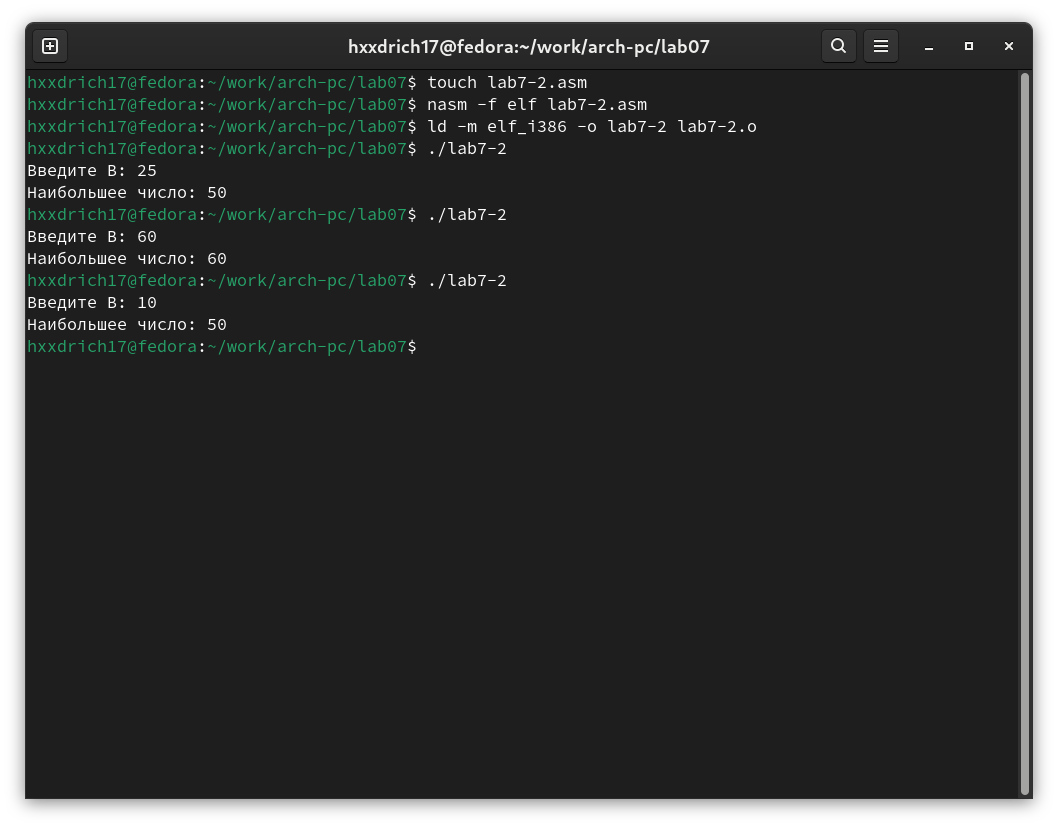 hxxdrich17@fedora:~/work/arch-pc/lab07
hxxdrich17@fedora:~/work/arch-pc/lab07$ touch lab7-2.asm
hxxdrich17@fedora:~/work/arch-pc/lab07$ nasm -f elf lab7-2.asm
hxxdrich17@fedora:~/work/arch-pc/lab07$ ld -m elf_i386 -o lab7-2 lab7-2.o
hxxdrich17@fedora:~/work/arch-pc/lab07$ ./lab7-2
Введите B: 25
Наибольшее число: 50
hxxdrich17@fedora:~/work/arch-pc/lab07$ ./lab7-2
Введите B: 60
Наибольшее число: 60
hxxdrich17@fedora:~/work/arch-pc/lab07$ ./lab7-2
Введите B: 10
Наибольшее число: 50
hxxdrich17@fedora:~/work/arch-pc/lab07$